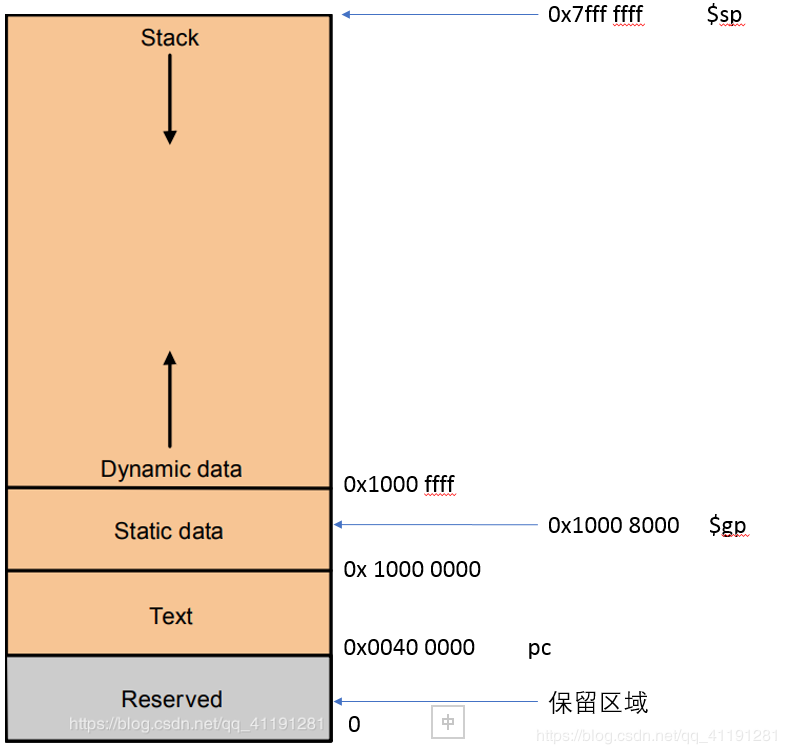 Stack
0x7fff ffff $sp
Dynamic data
0x1000 ffff
Static data
0x1000 8000 $gp
0x 1000 0000
Text
0x0040 0000 pc
Reserved
保留区域
https://blog.csdn.net/qq_41191281
0
中
https://blog.csdn.net/qq_41191281